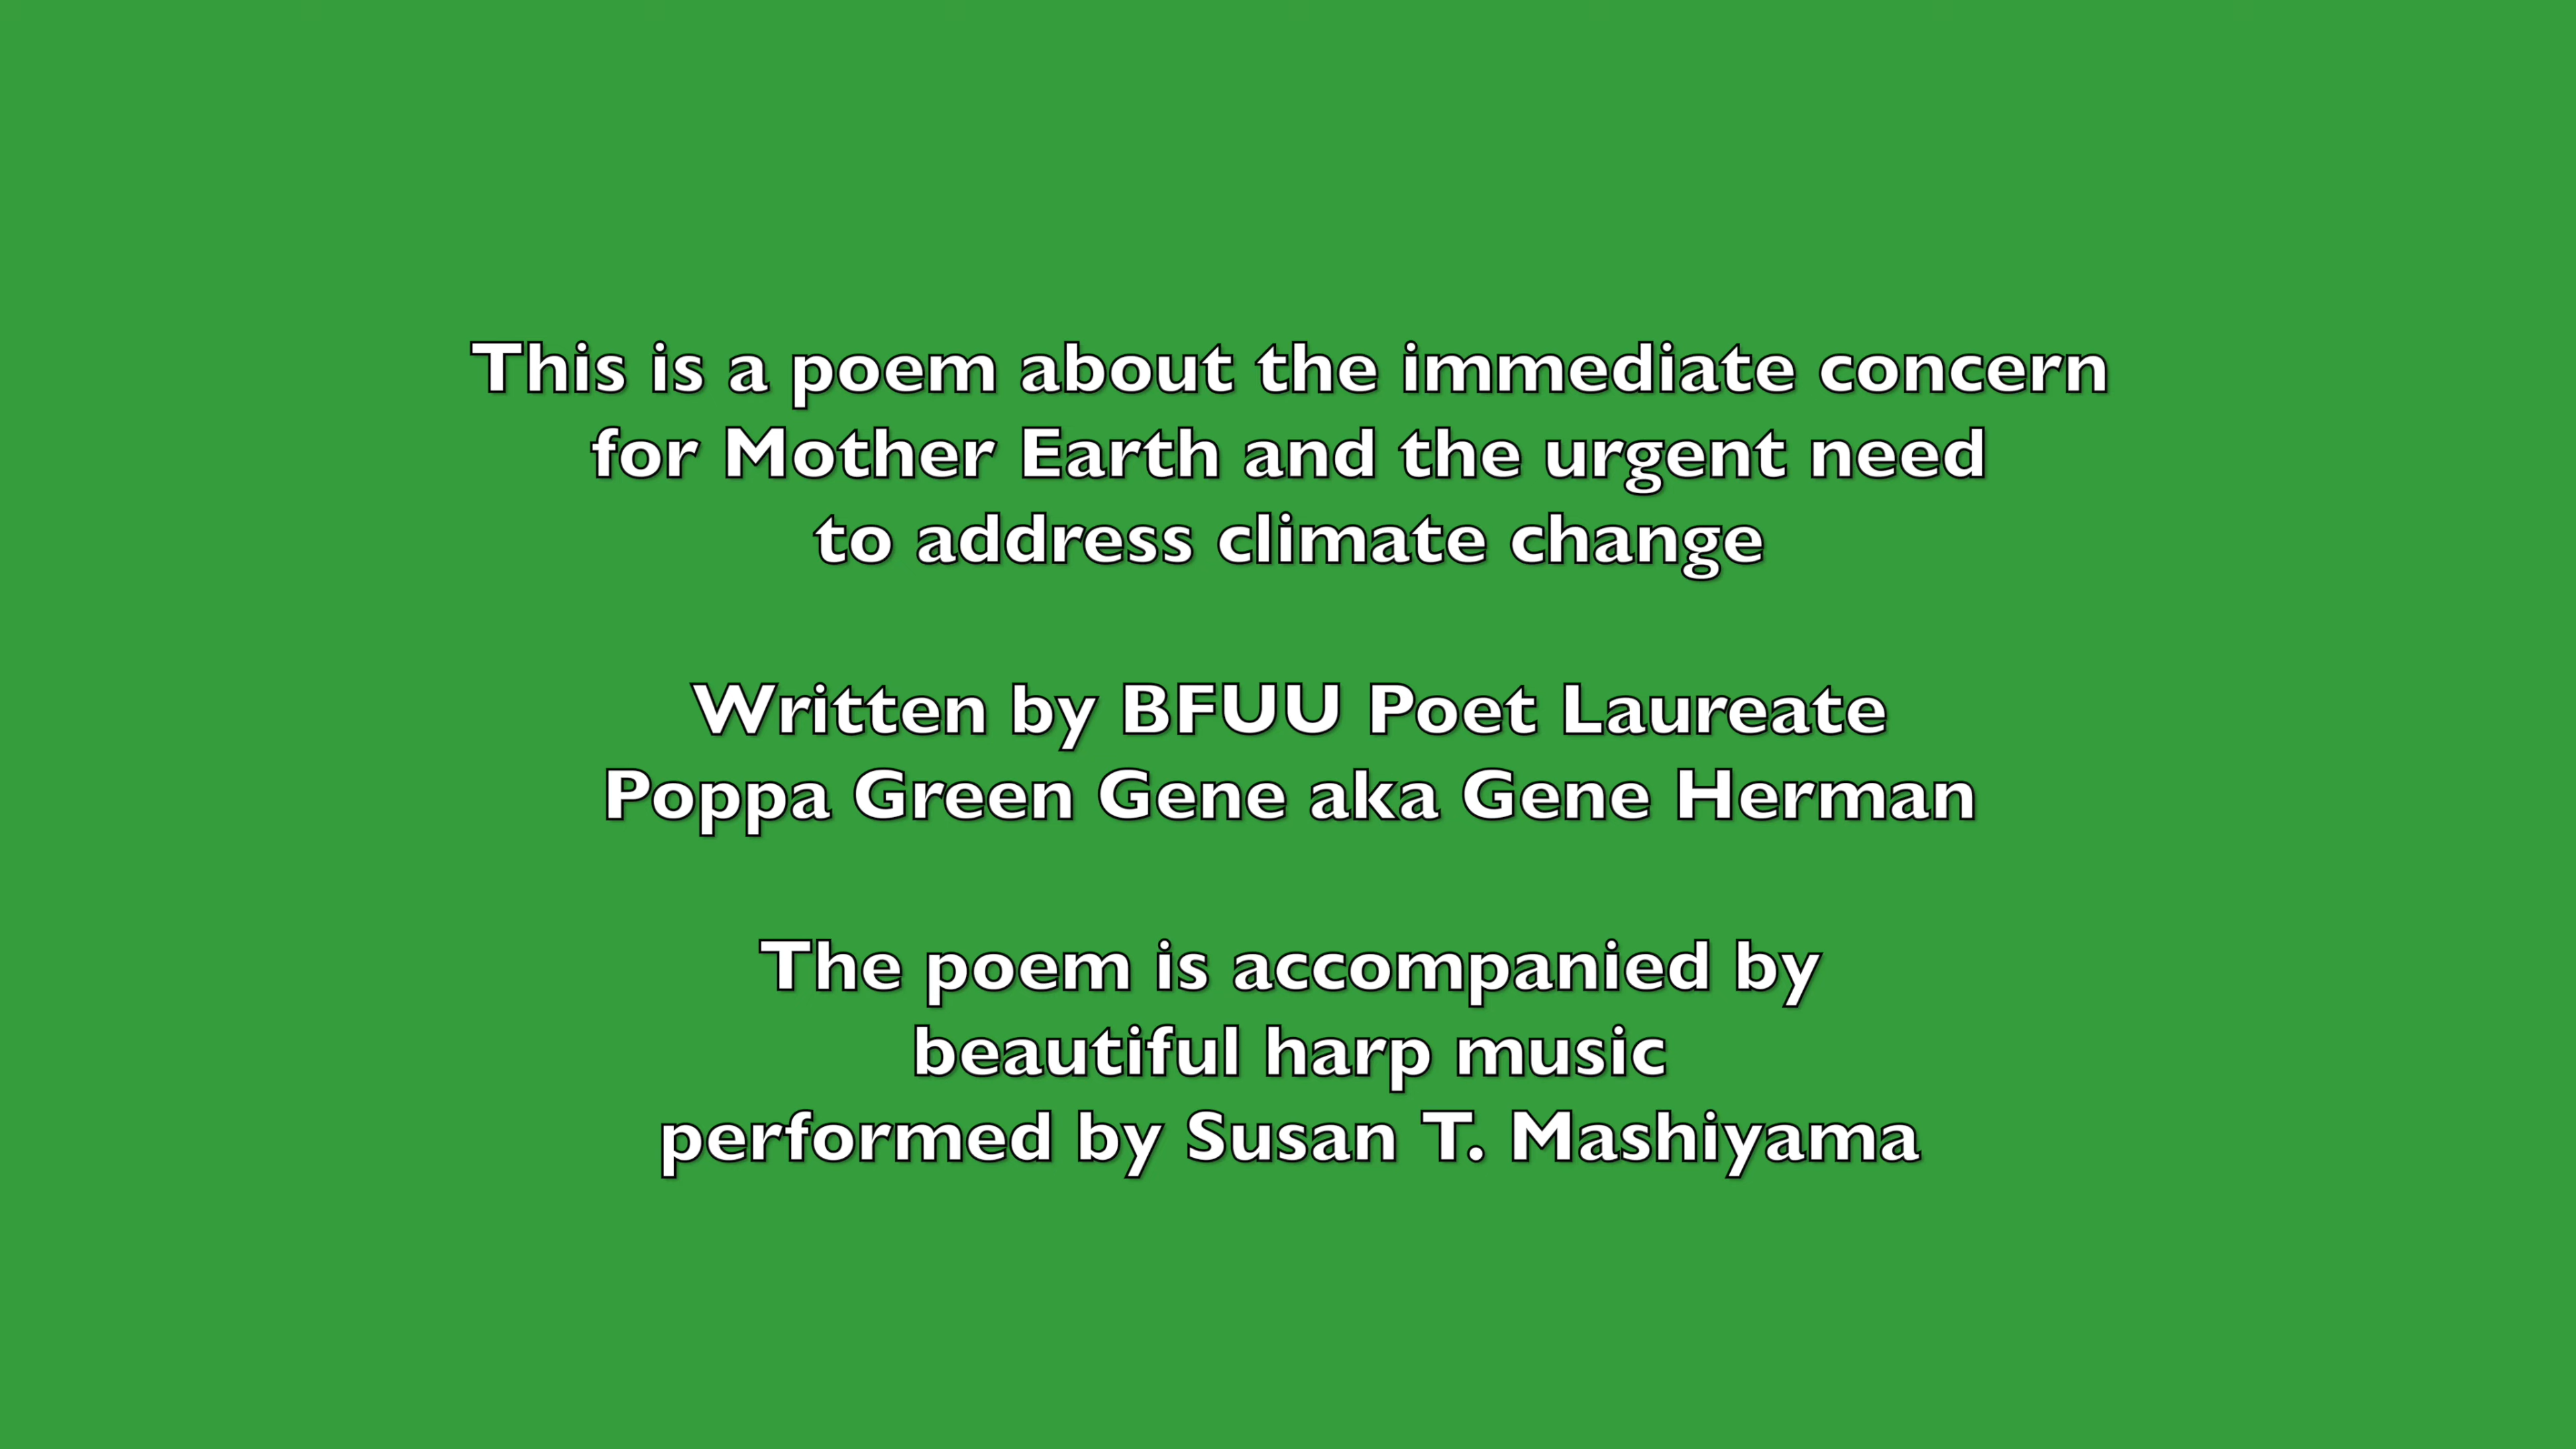 This is a poem about the immediate concern
for Mother Earth and the urgent need
to address climate change
Written by BFUU Poet Laureate
Poppa Green Gene aka Gene Herman
The poem is accompanied by
beautiful harp music
performed by Susan T. Mashiyama